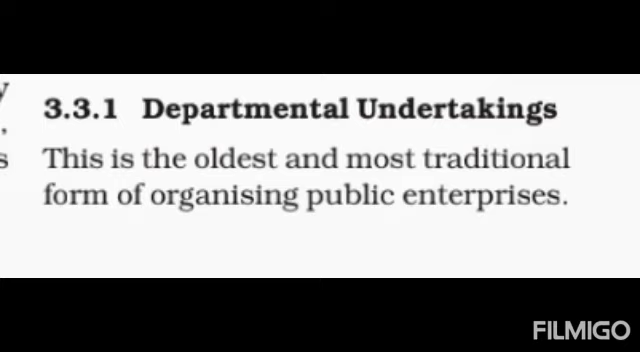 3.3.1 Departmental Undertakings
This is the oldest and most traditional
form of organising public enterprises.
FILMIGO